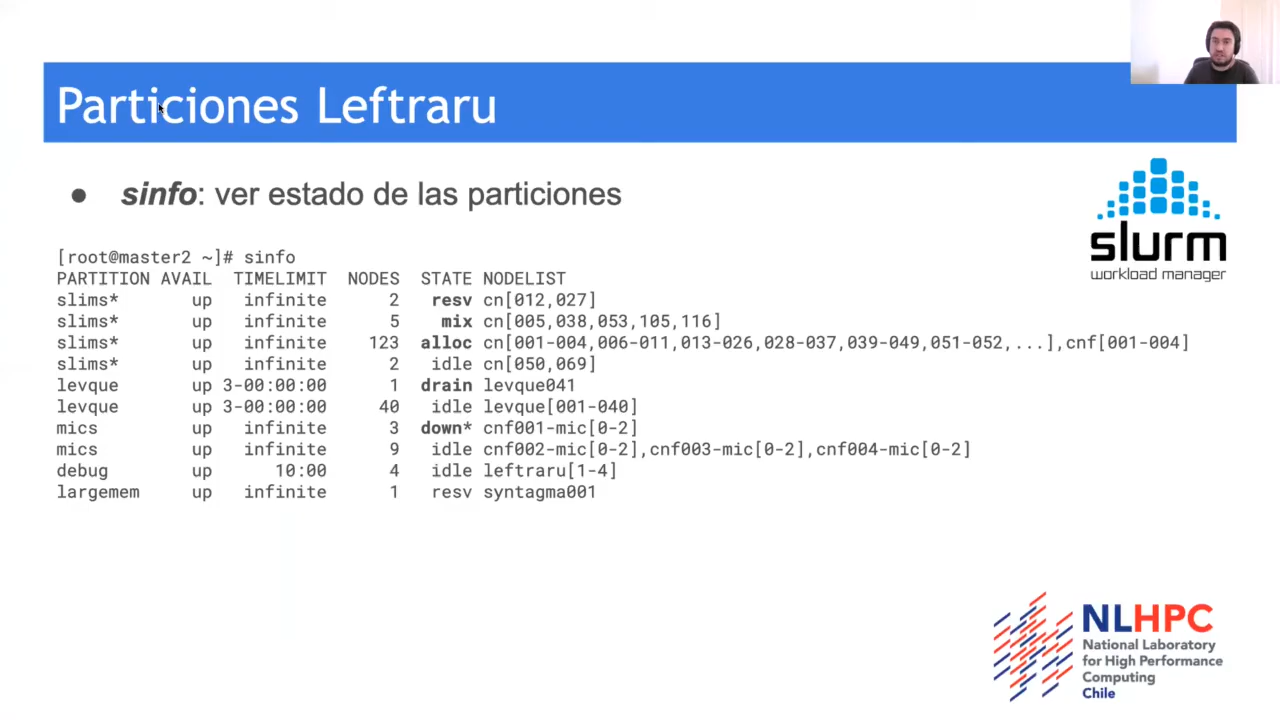 Particiones Leftraru
● sinfo: ver estado de las particiones
slurm
workload manager
[root@master2 ~]# sinfo
PARTITION AVAIL  TIMELIMIT  NODES  STATE NODELIST
slims*       up   infinite      2   resv cn[012,027]
slims*       up   infinite      5    mix cn[005,038,053,105,116]
slims*       up   infinite    123  alloc cn[001-004,006-011,013-026,028-037,039-049,051-052,...],cnf[001-004]
slims*       up   infinite      2   idle cn[050,069]
levque       up 3-00:00:00      1  drain levque041
levque       up 3-00:00:00     40   idle levque[001-040]
mics         up   infinite      3  down* cnf001-mic[0-2]
mics         up   infinite      9   idle cnf002-mic[0-2],cnf003-mic[0-2],cnf004-mic[0-2]
debug        up      10:00      4   idle leftraru[1-4]
largemem     up   infinite      1   resv syntagma001
NLHPC
National Laboratory
for High Performance
Computing
Chile